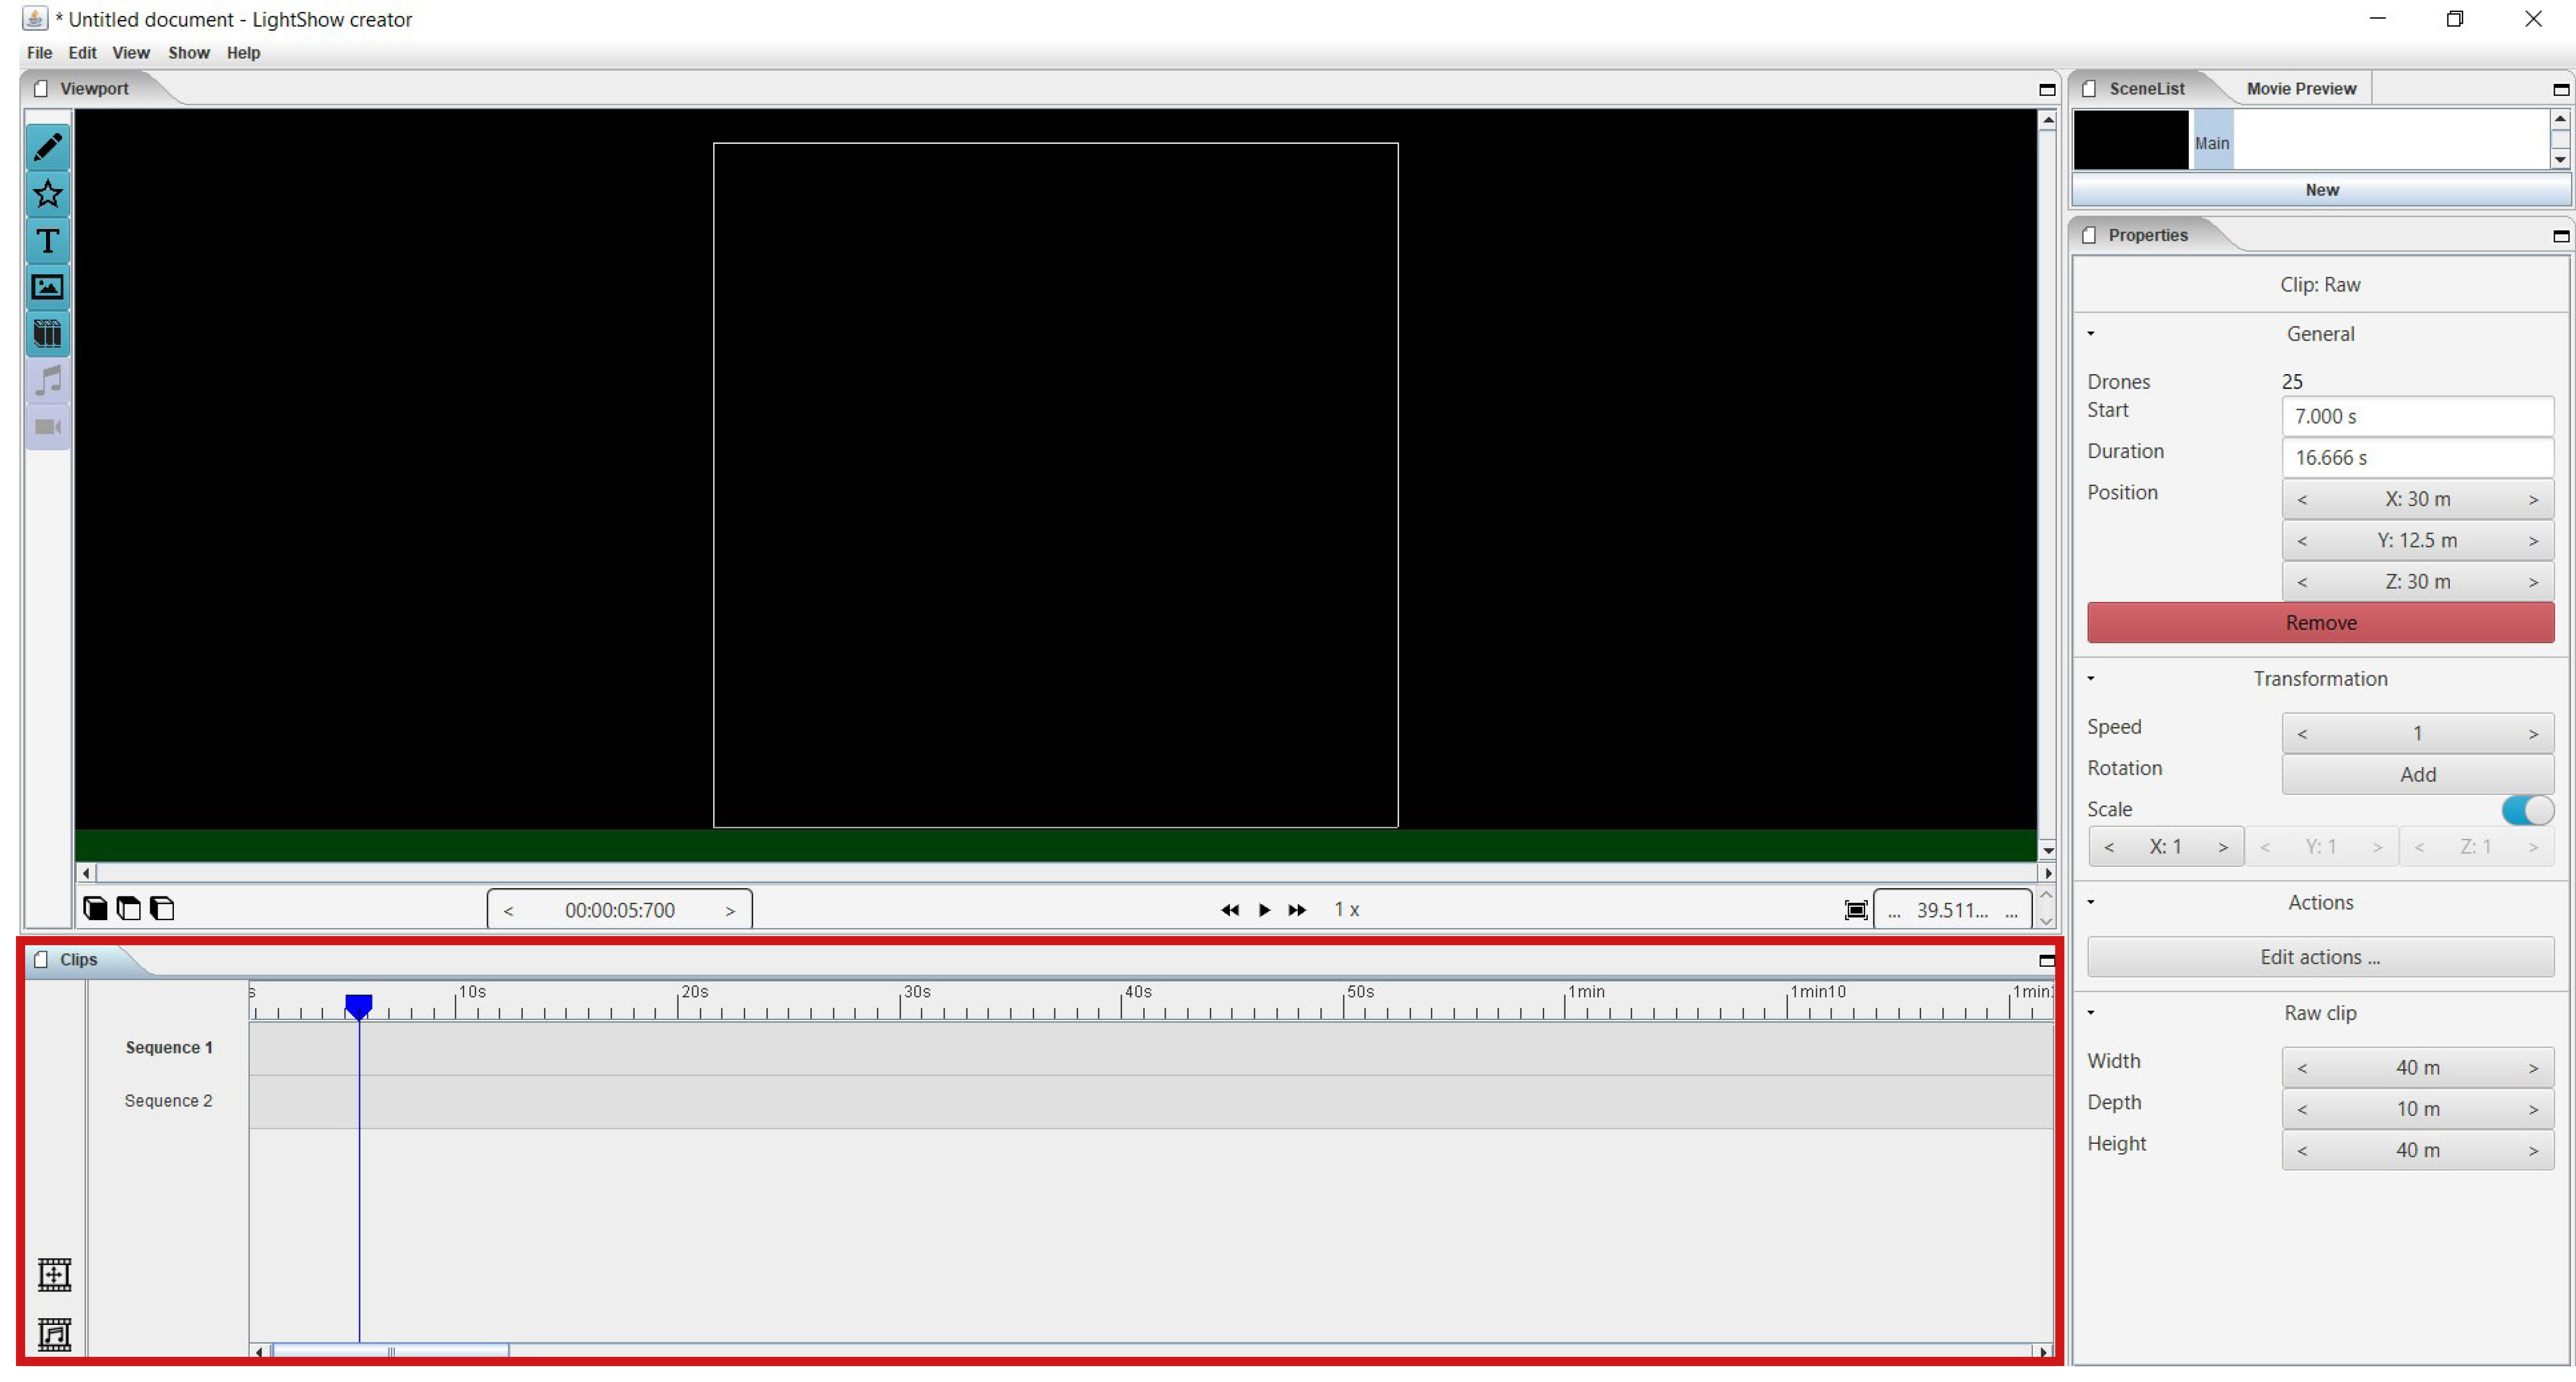 * Untitled document - LightShow creator
File Edit View Show Help
Viewport
SceneList Movie Preview
Main
New
Properties
Clip: Raw
General
Drones 25
Start 7.000 s
Duration 16.666 s
Position < X: 30 m >
< Y: 12.5 m >
< Z: 30 m >
Remove
Transformation
Speed < 1 >
Rotation Add
Scale
< X: 1 > < Y: 1 > < Z: 1 >
Actions
Edit actions ...
Raw clip
Width < 40 m >
Depth < 10 m >
Height < 40 m >
< 00:00:05:700 > 1 x ... 39.511... ...
Clips
s 10s 20s 30s 40s 50s 1min 1min10 1min
Sequence 1
Sequence 2